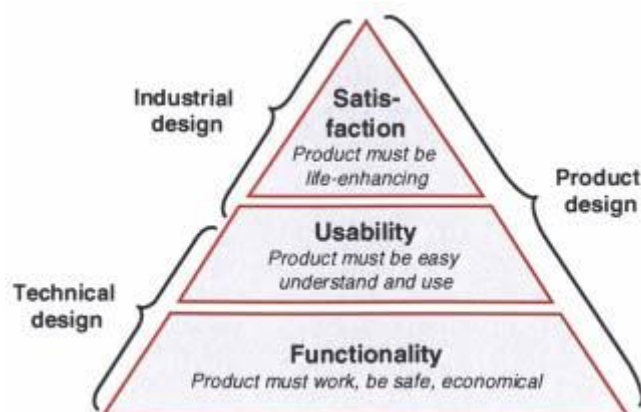 Industrial
design
Satis-
faction
Product must be
life-enhancing
Product
design
Usability
Product must be easy
understand and use
Technical
design
Functionality
Product must work, be safe, economical